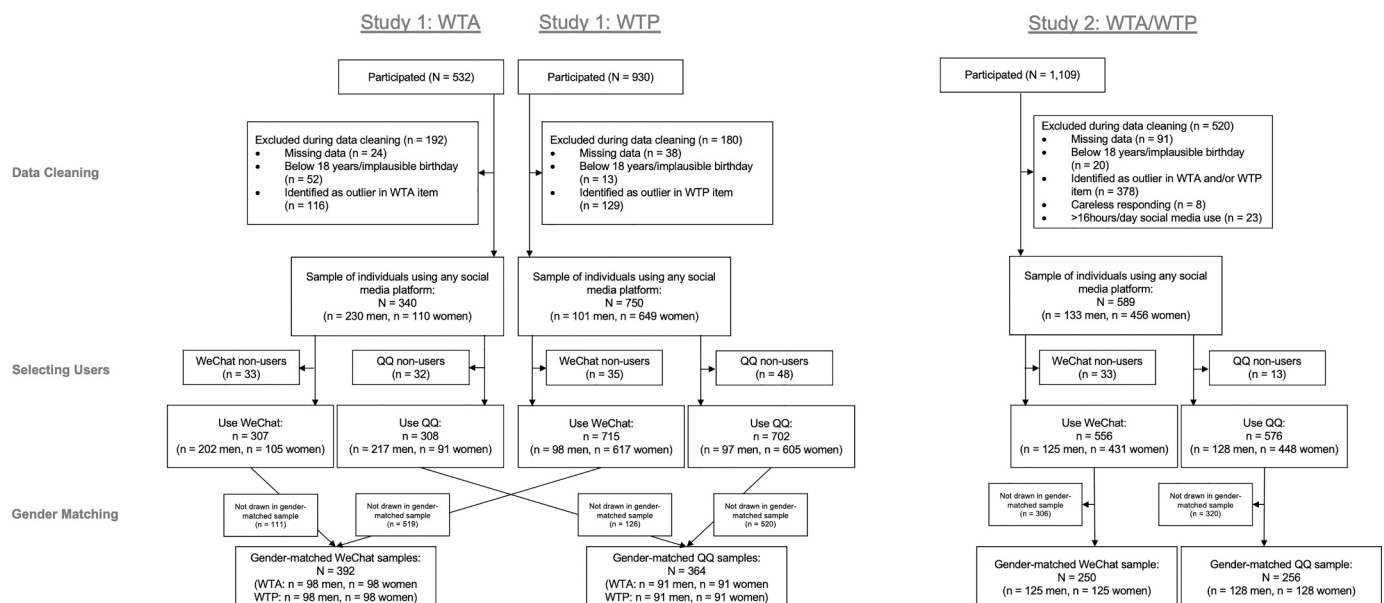 Study 1: WTA
Study 1: WTP
Study 2: WTA/WTP
Participated (N = 532)
Participated (N = 930)
Participated (N = 1,109)
Data Cleaning
Excluded during data cleaning (n = 192)
• Missing data (n = 24)
• Below 18 years/implausible birthday
(n = 52)
• Identified as outlier in WTA item
(n = 116)
Excluded during data cleaning (n = 180)
• Missing data (n = 38)
• Below 18 years/implausible birthday
(n = 13)
• Identified as outlier in WTP item
(n = 129)
Excluded during data cleaning (n = 520)
• Missing data (n = 91)
• Below 18 years/implausible birthday
(n = 20)
• Identified as outlier in WTA and/or WTP
item (n = 378)
• Careless responding (n = 8)
• >16hours/day social media use (n = 23)
Sample of individuals using any social
media platform:
N = 340
(n = 230 men, n = 110 women)
Sample of individuals using any social
media platform:
N = 750
(n = 101 men, n = 649 women)
Sample of individuals using any social
media platform:
N = 589
(n = 133 men, n = 456 women)
Selecting Users
WeChat non-users
(n = 33)
QQ non-users
(n = 32)
WeChat non-users
(n = 35)
QQ non-users
(n = 48)
WeChat non-users
(n = 33)
QQ non-users
(n = 13)
Use WeChat:
n = 307
(n = 202 men, n = 105 women)
Use QQ:
n = 308
(n = 217 men, n = 91 women)
Use WeChat:
n = 715
(n = 98 men, n = 617 women)
Use QQ:
n = 702
(n = 97 men, n = 605 women)
Use WeChat:
n = 556
(n = 125 men, n = 431 women)
Use QQ:
n = 576
(n = 128 men, n = 448 women)
Gender Matching
Not drawn in gender-
matched sample
(n = 111)
Not drawn in gender-
matched sample
(n = 519)
Not drawn in gender-
matched sample
(n = 126)
Not drawn in gender-
matched sample
(n = 520)
Not drawn in gender-
matched sample
(n = 306)
Not drawn in gender-
matched sample
(n = 320)
Gender-matched WeChat samples:
N = 392
(WTA: n = 98 men, n = 98 women
WTP: n = 98 men, n = 98 women)
Gender-matched QQ samples:
N = 364
(WTA: n = 91 men, n = 91 women
WTP: n = 91 men, n = 91 women)
Gender-matched WeChat sample:
N = 250
(n = 125 men, n = 125 women)
Gender-matched QQ sample:
N = 256
(n = 128 men, n = 128 women)